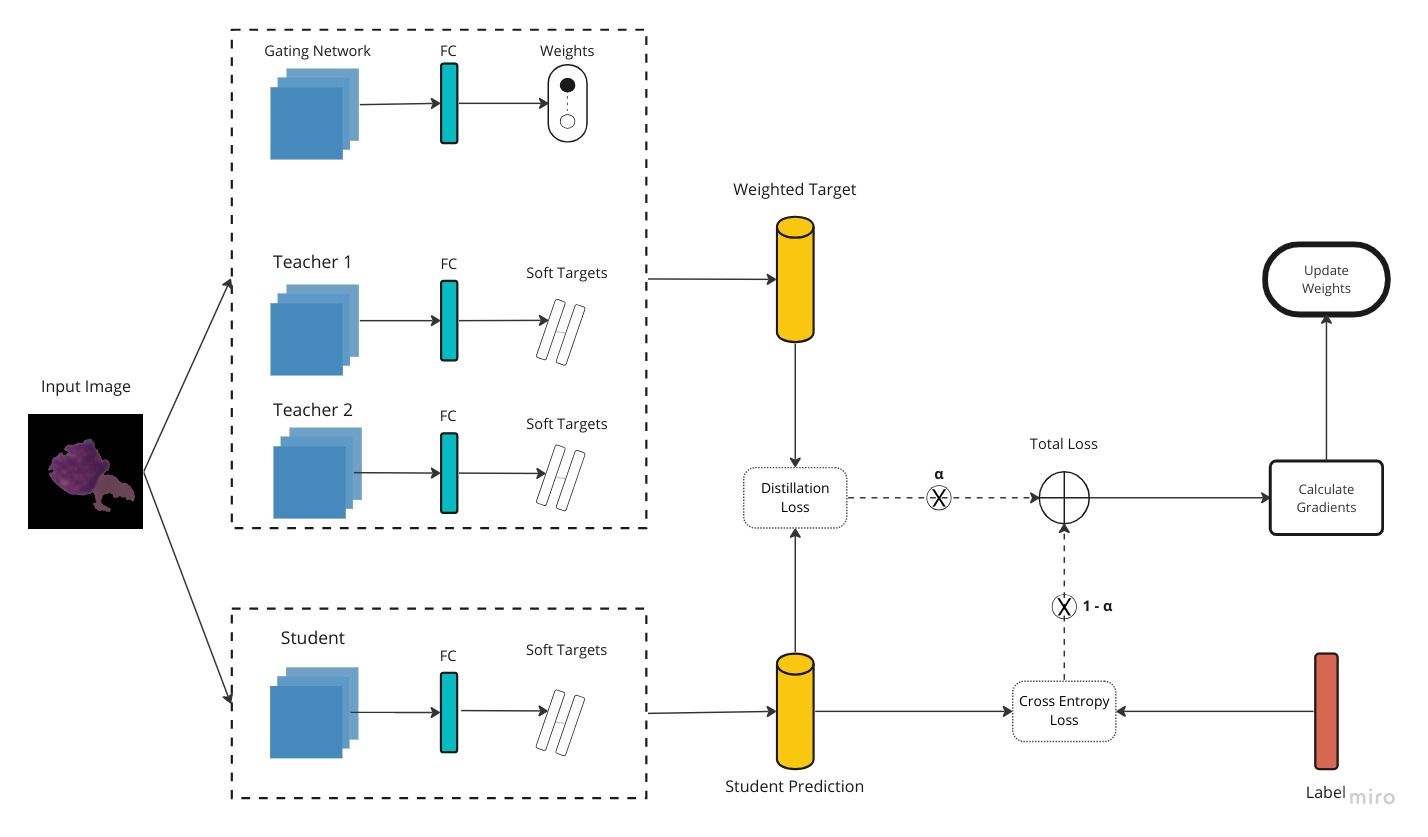 Gating Network
FC
Weights
Weighted Target
Teacher 1
FC
Soft Targets
Update
Weights
Input Image
Teacher 2
FC
Soft Targets
Total Loss
α
Distillation
Loss
X
Calculate
Gradients
X
1 - α
Student
FC
Soft Targets
Cross Entropy
Loss
Student Prediction
Label
miro